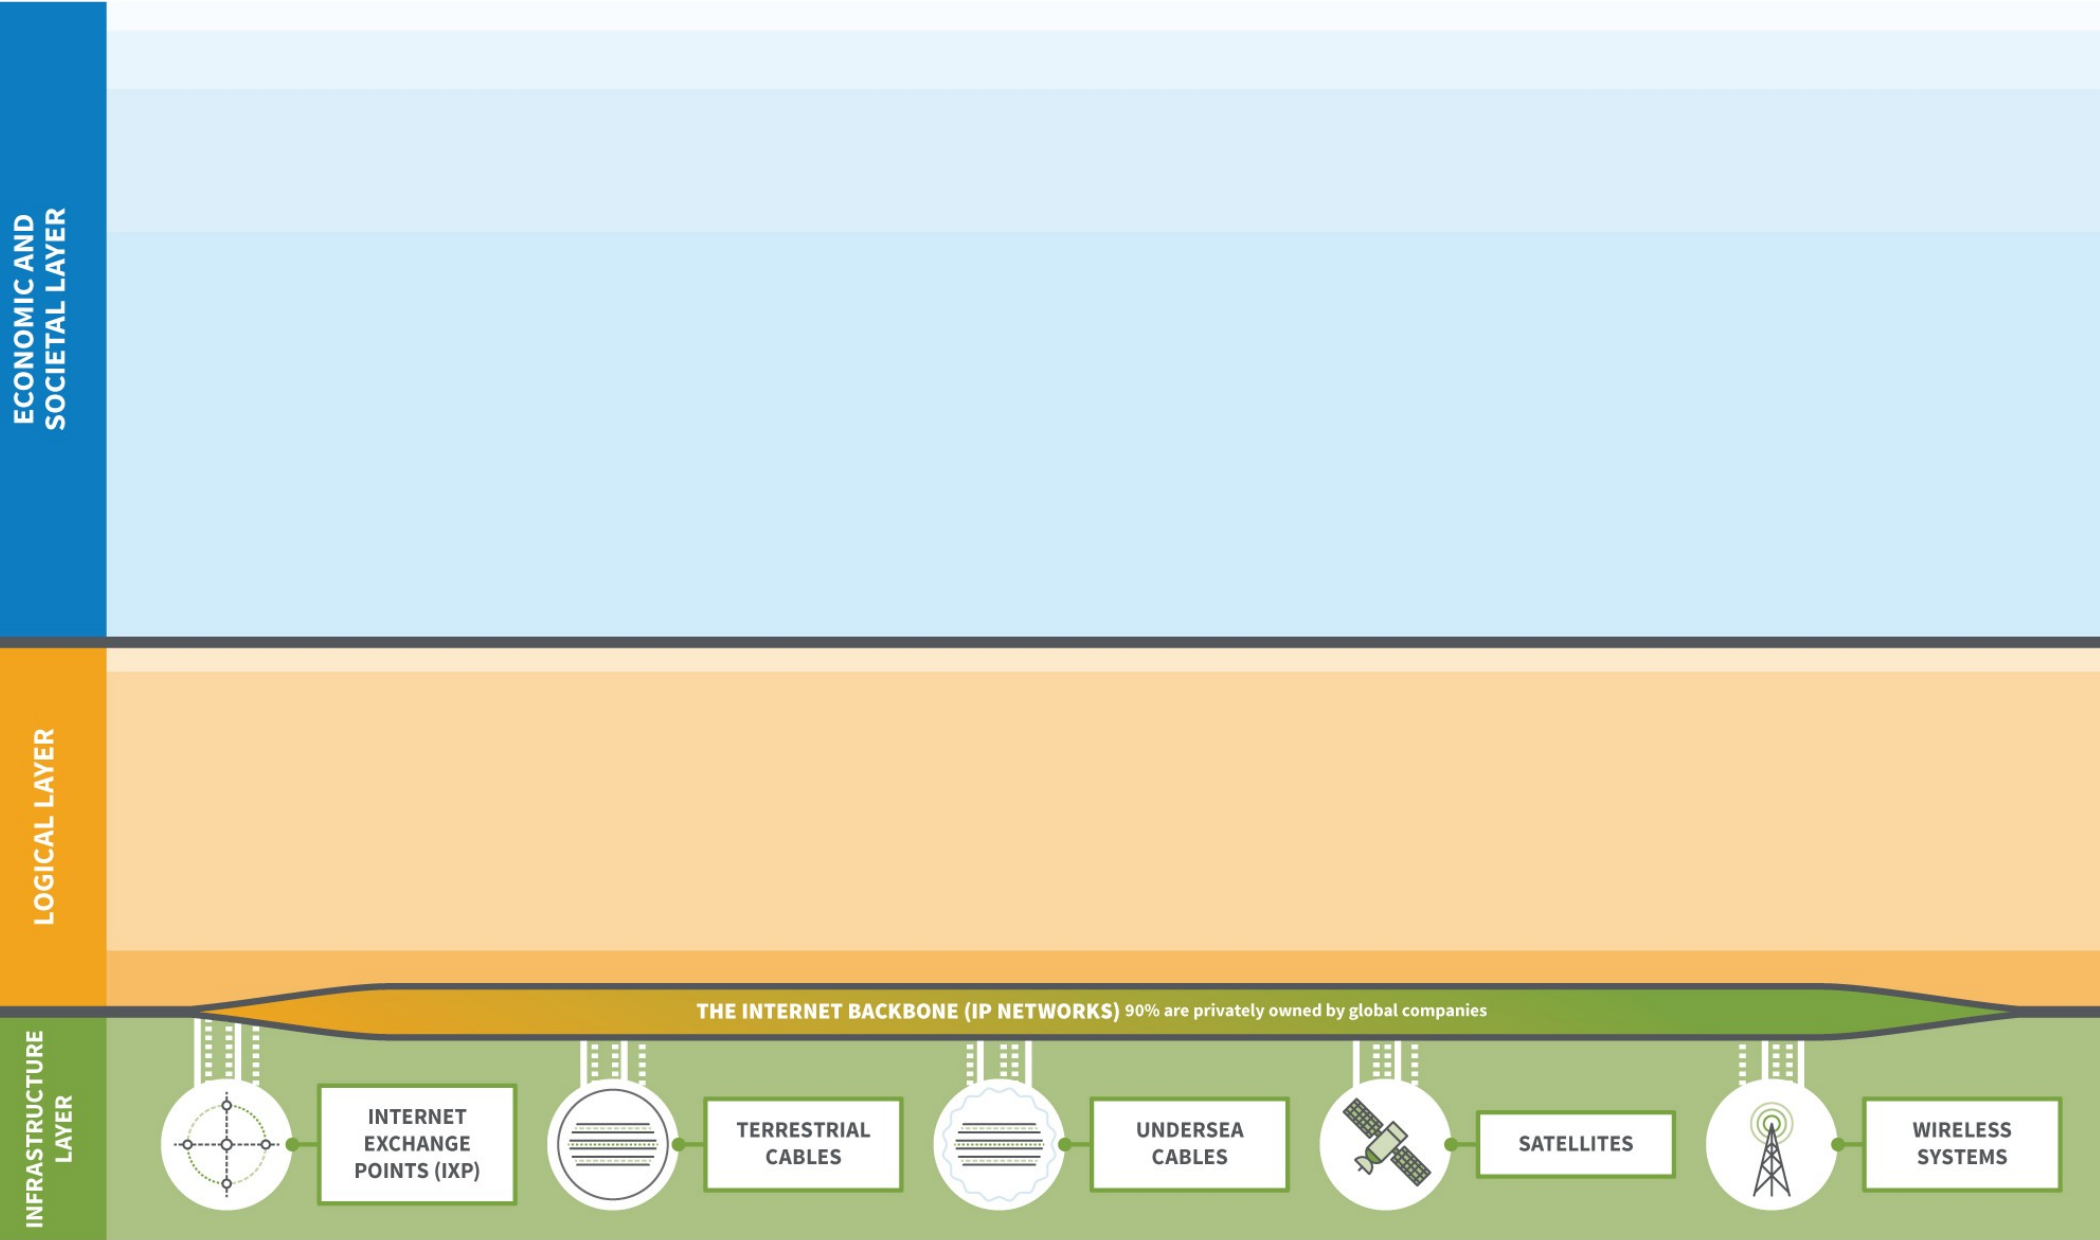 ECONOMIC AND
SOCIETAL LAYER
LOGICAL LAYER
THE INTERNET BACKBONE (IP NETWORKS) 90% are privately owned by global companies
INFRASTRUCTURE
LAYER
INTERNET
EXCHANGE
POINTS (IXP)
TERRESTRIAL
CABLES
UNDERSEA
CABLES
SATELLITES
WIRELESS
SYSTEMS